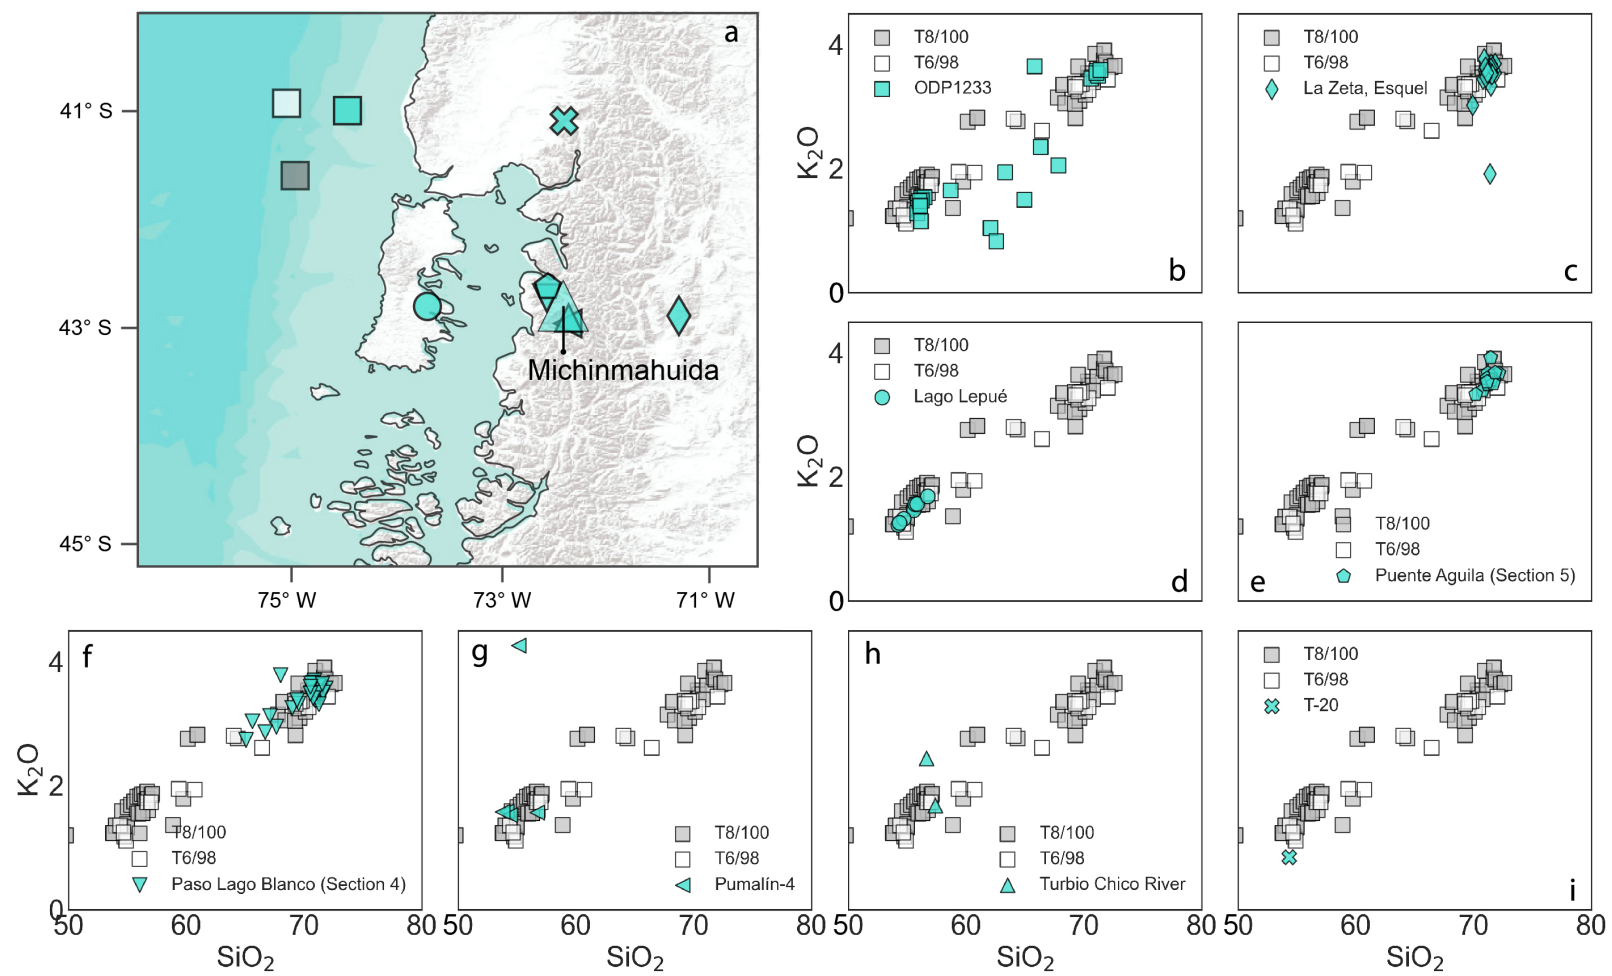 a
41° S
43° S
45° S
Michinmahuida
75° W
73° W
71° W
T8/100
T6/98
ODP1233
4
2
0
K₂O
b
T8/100
T6/98
La Zeta, Esquel
c
T8/100
T6/98
Lago Lepué
4
2
0
K₂O
d
T8/100
T6/98
Puente Aguila (Section 5)
e
f
4
2
0
K₂O
T8/100
T6/98
Paso Lago Blanco (Section 4)
50
60
70
SiO₂
g
T8/100
T6/98
Pumalín-4
50
60
70
SiO₂
h
T8/100
T6/98
Turbio Chico River
50
60
70
SiO₂
T8/100
T6/98
T-20
i
50
60
70
80
SiO₂